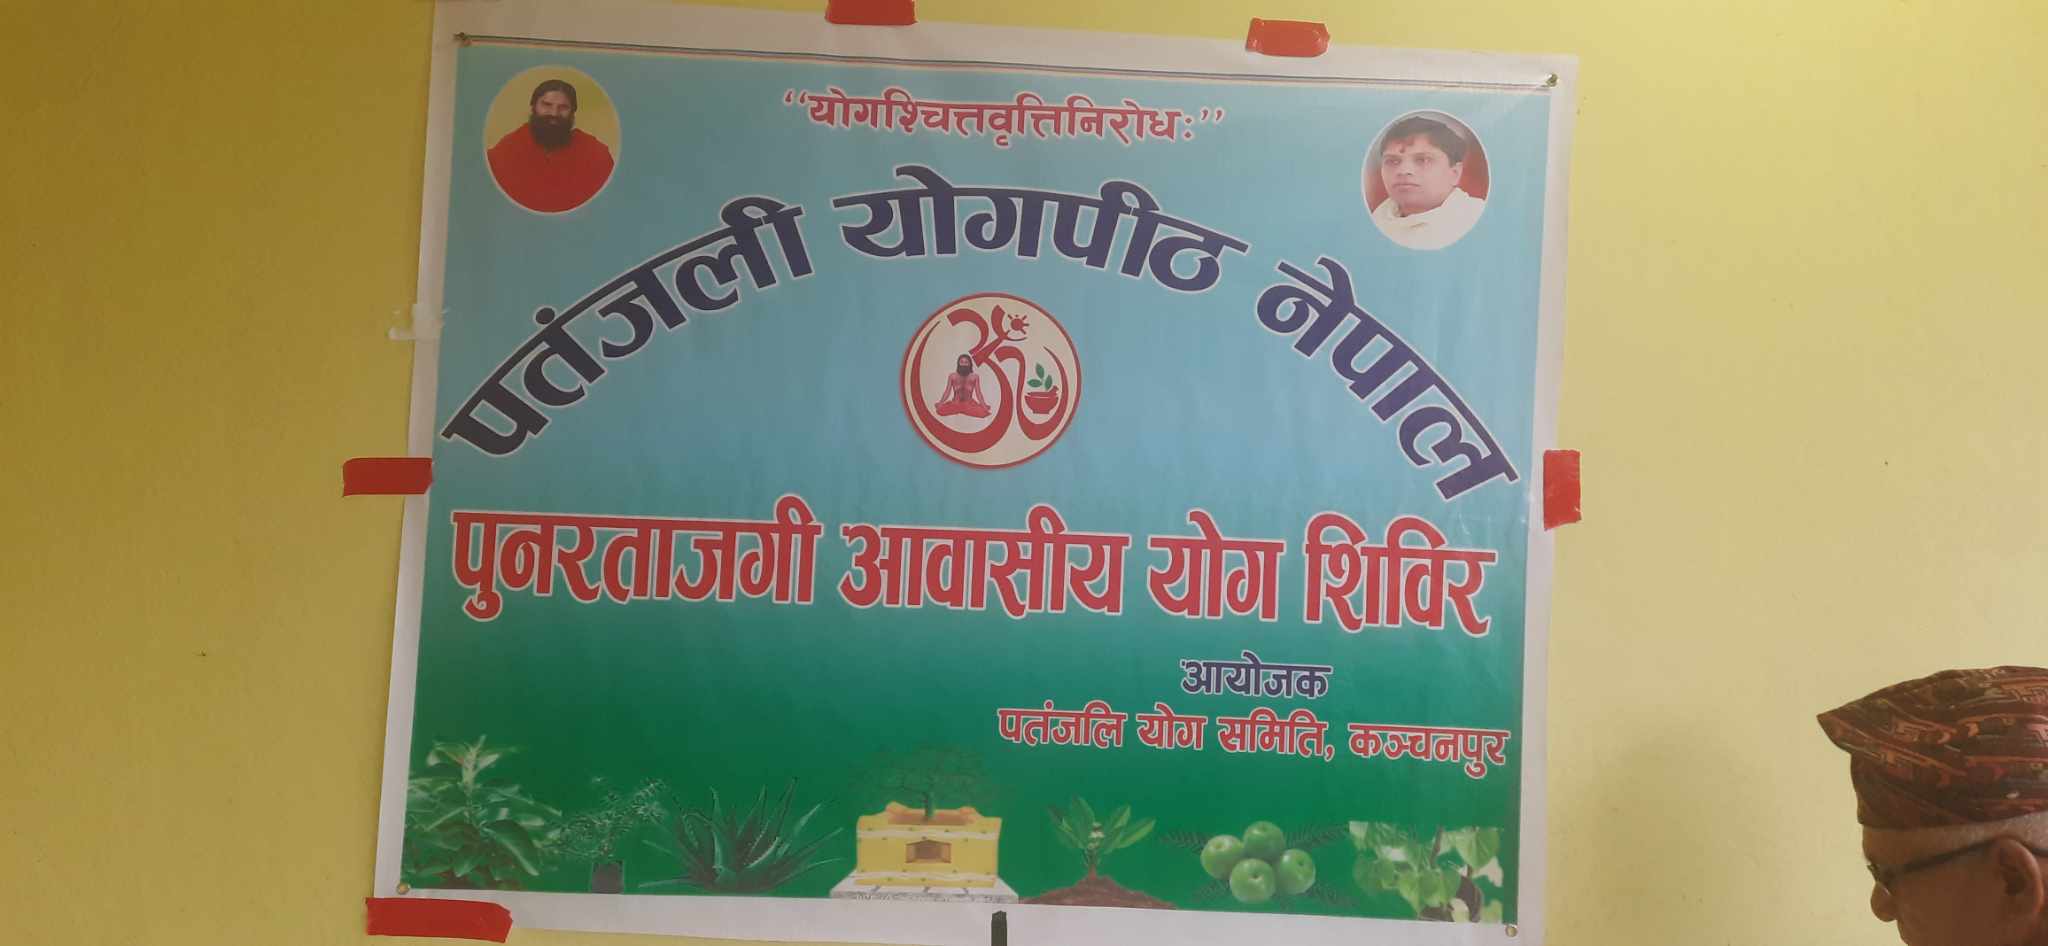 “योगश्चित्तवृत्तिनिरोधः”
पतंजली योगपीठ नेपाल
ॐ
पुनरताजगी आवासीय योग शिविर
आयोजक
पतंजलि योग समिति, कञ्चनपुर